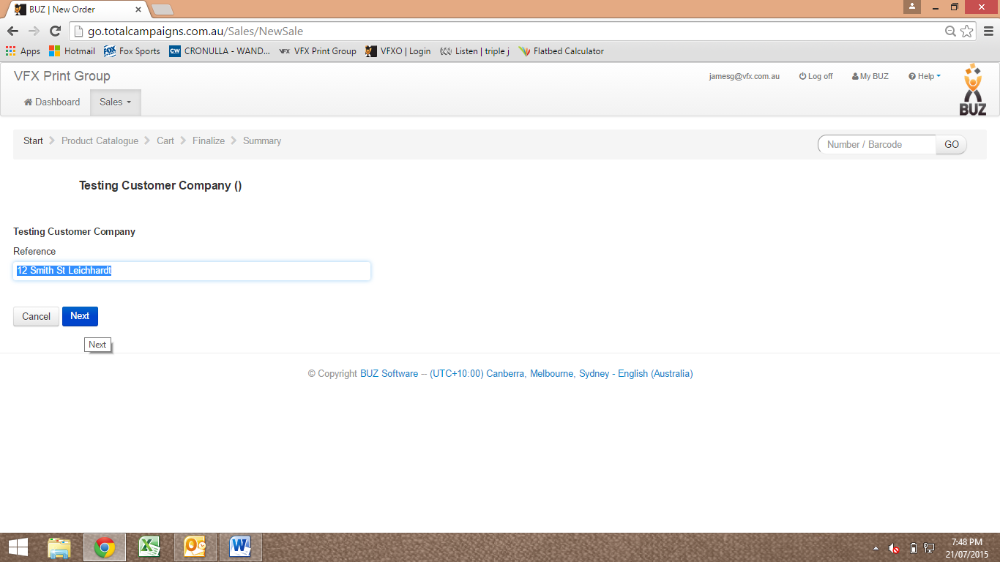 BUZ | New Order
go.totalcampaigns.com.au/Sales/NewSale
Apps Hotmail Fox Sports CRONULLA - WAND... VFX Print Group VFXO | Login Listen | triple j Flatbed Calculator
VFX Print Group
jamesg@vfx.com.au Log off My BUZ Help
BUZ
Dashboard Sales
Start Product Catalogue Cart Finalize Summary
Number / Barcode GO
Testing Customer Company ()
Testing Customer Company
Reference
12 Smith St Leichhardt
Cancel Next
Next
© Copyright BUZ Software -- (UTC+10:00) Canberra, Melbourne, Sydney - English (Australia)
7:48 PM
21/07/2015